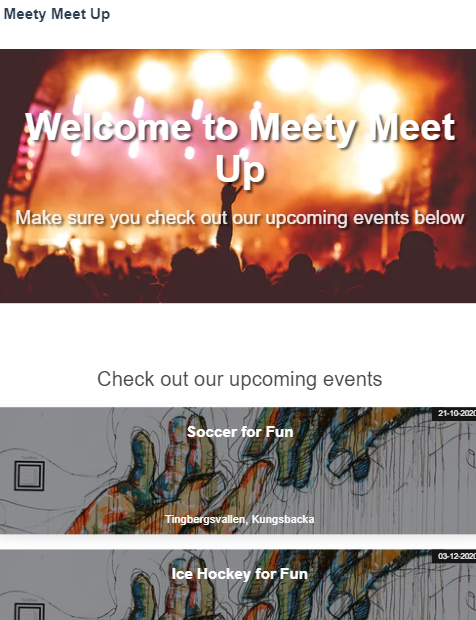 Meety Meet Up
Welcome to Meety Meet
Up
Make sure you check out our upcoming events below
Check out our upcoming events
21-10-2020
Soccer for Fun
Tingbergsvallen, Kungsbacka
03-12-2020
Ice Hockey for Fun